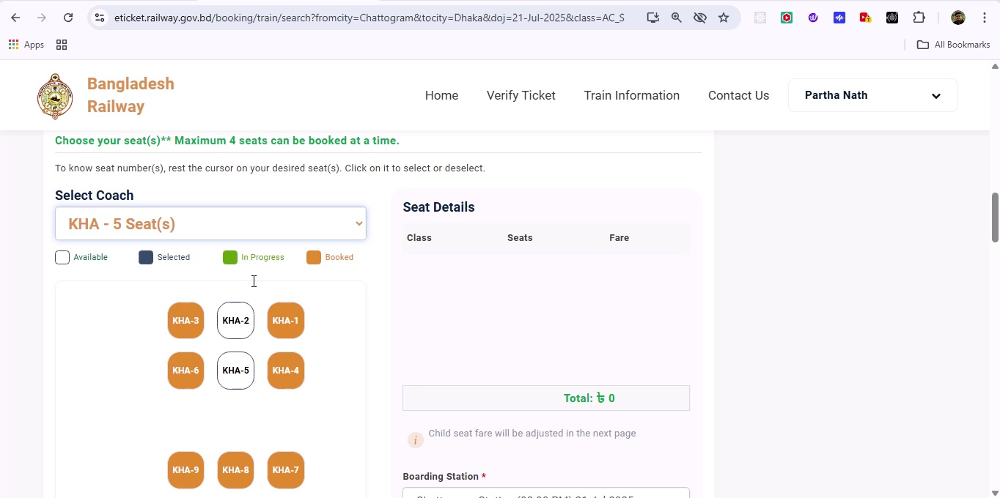 eticket.railway.gov.bd/booking/train/search?fromcity=Chattogram&tocity=Dhaka&doj=21-Jul-2025&class=AC_S
Apps
All Bookmarks
Bangladesh
Railway
Home
Verify Ticket
Train Information
Contact Us
Partha Nath
Choose your seat(s)** Maximum 4 seats can be booked at a time.
To know seat number(s), rest the cursor on your desired seat(s). Click on it to select or deselect.
Select Coach
KHA - 5 Seat(s)
Available
Selected
In Progress
Booked
KHA-3
KHA-2
KHA-1
KHA-6
KHA-5
KHA-4
KHA-9
KHA-8
KHA-7
Seat Details
Class
Seats
Fare
Total: ৳ 0
i
Child seat fare will be adjusted in the next page
Boarding Station *